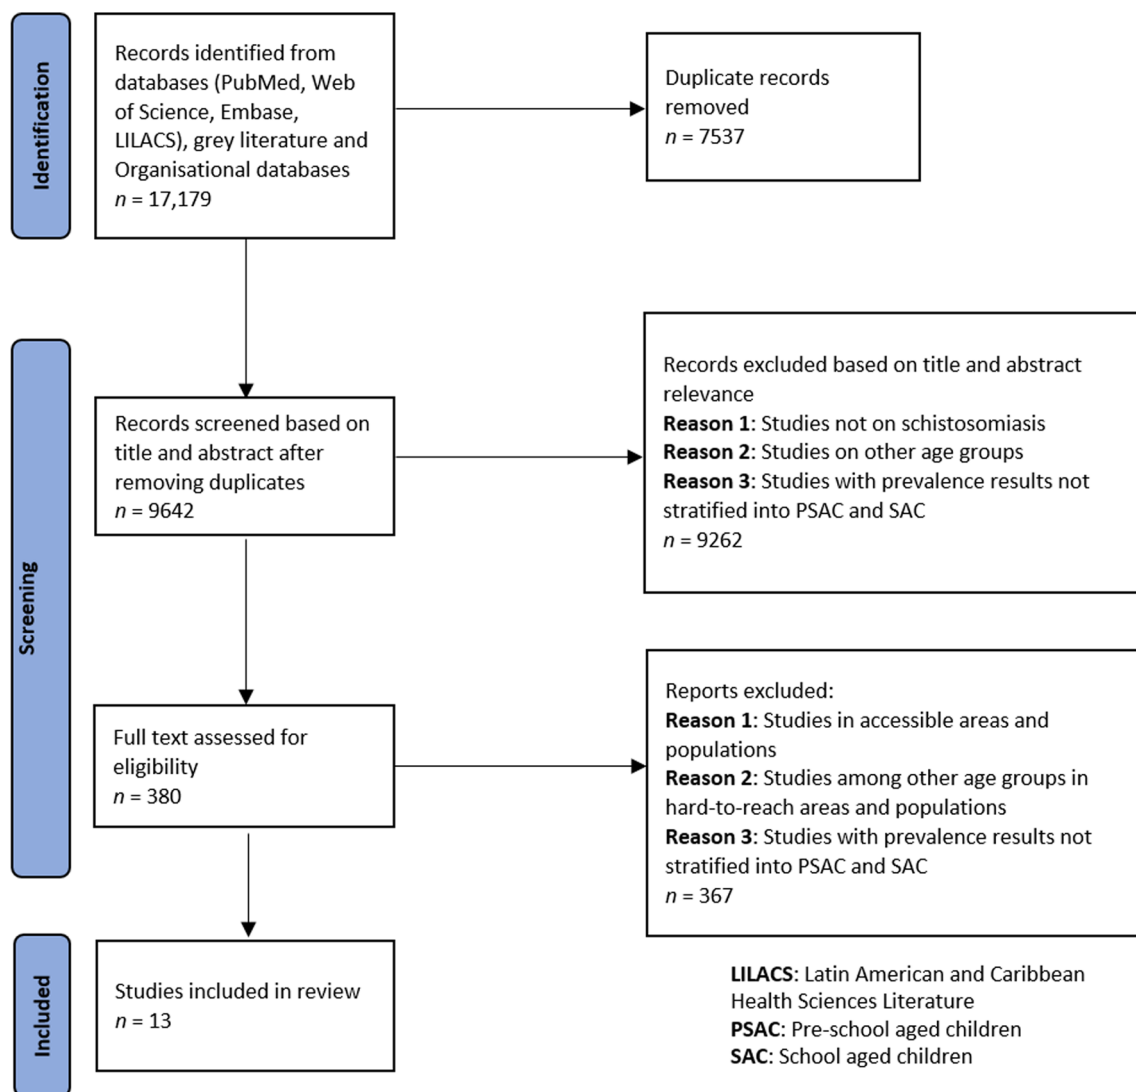 Identification
Records identified from
databases (PubMed, Web
of Science, Embase,
LILACS), grey literature and
Organisational databases
n = 17,179
Duplicate records
removed
n = 7537
Screening
Records screened based on
title and abstract after
removing duplicates
n = 9642
Records excluded based on title and abstract
relevance
Reason 1: Studies not on schistosomiasis
Reason 2: Studies on other age groups
Reason 3: Studies with prevalence results not
stratified into PSAC and SAC
n = 9262
Full text assessed for
eligibility
n = 380
Reports excluded:
Reason 1: Studies in accessible areas and
populations
Reason 2: Studies among other age groups in
hard-to-reach areas and populations
Reason 3: Studies with prevalence results not
stratified into PSAC and SAC
n = 367
Included
Studies included in review
n = 13
LILACS: Latin American and Caribbean
Health Sciences Literature
PSAC: Pre-school aged children
SAC: School aged children